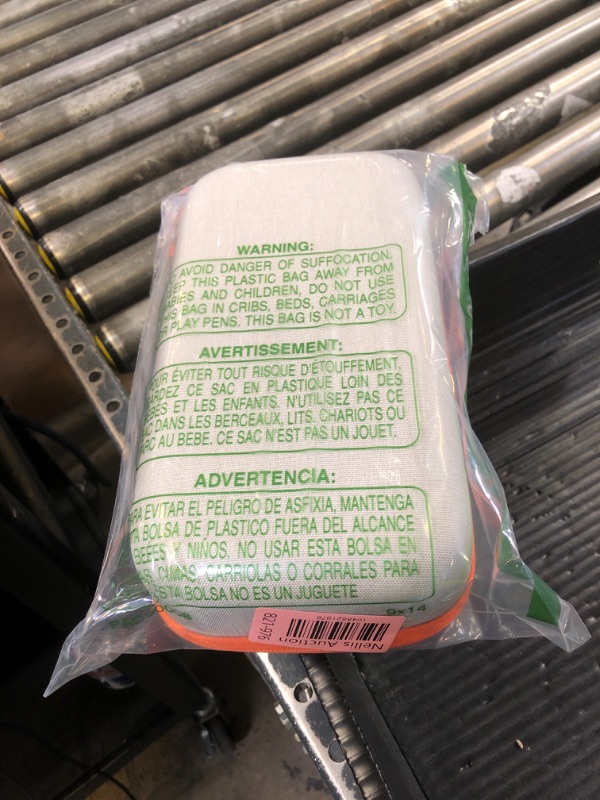 WARNING:
AVOID DANGER OF SUFFOCATION,
THIS PLASTIC BAG AWAY FROM
AND CHILDREN, DO NOT USE
BAG IN CRIBS, BEDS, CARRIAGES
PLAY PENS. THIS BAG IS NOT A TOY.
AVERTISSEMENT:
ÉVITER TOUT RISQUE D'ÉTOUFFEMENT,
CE SAC EN PLASTIQUE LOIN DES
ET LES ENFANTS. N'UTILISEZ PAS CE
DANS LES BERCEAUX, LITS, CHARIOTS OU
AU BEBE. CE SAC N'EST PAS UN JOUET.
ADVERTENCIA:
EVITAR EL PELIGRO DE ASFIXIA, MANTENGA
BOLSA DE PLASTICO FUERA DEL ALCANCE
Y NIÑOS. NO USAR ESTA BOLSA EN
CAMAS, CARRIOLAS O CORRALES PARA
ESTA BOLSA NO ES UN JUGUETE
9x14
Nellis Auction
821-976